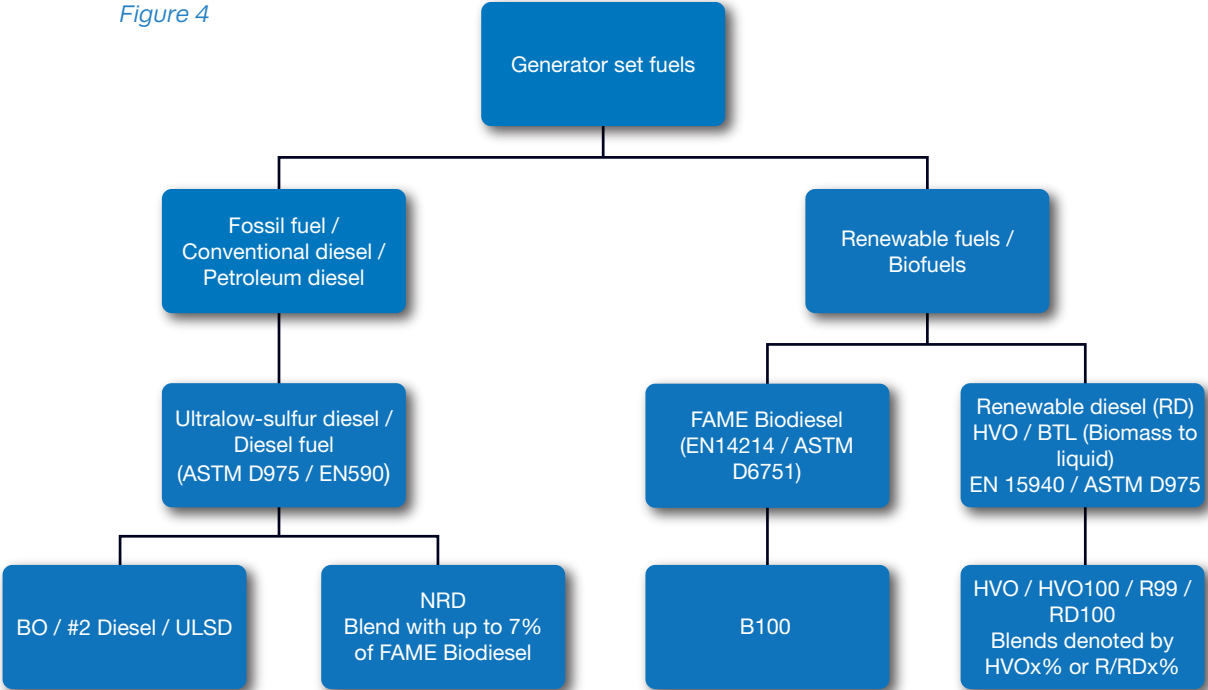 Figure 4
Generator set fuels
Fossil fuel /
Conventional diesel /
Petroleum diesel
Renewable fuels /
Biofuels
Ultralow-sulfur diesel /
Diesel fuel
(ASTM D975 / EN590)
FAME Biodiesel
(EN14214 / ASTM
D6751)
Renewable diesel (RD)
HVO / BTL (Biomass to
liquid)
EN 15940 / ASTM D975
BO / #2 Diesel / ULSD
NRD
Blend with up to 7%
of FAME Biodiesel
B100
HVO / HVO100 / R99 /
RD100
Blends denoted by
HVOx% or R/RDx%